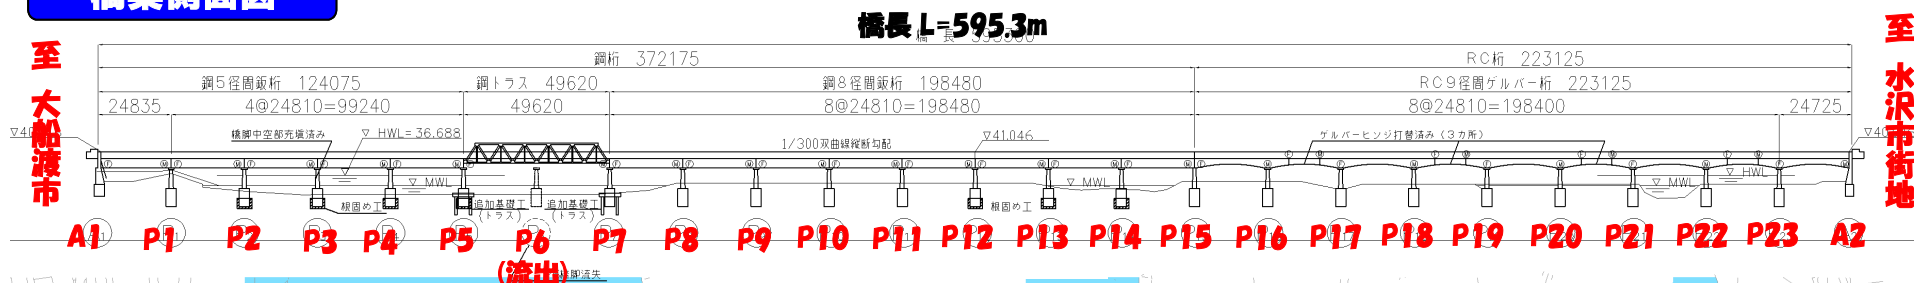 橋梁側面図
橋長 L=595.3m
至 大船渡市
至 水沢市街地
橋 長 595300
鋼桁 372175
RC桁 223125
鋼5径間鈑桁 124075
鋼トラス 49620
鋼8径間鈑桁 198480
RC9径間ゲルバー桁 223125
24835
4@24810=99240
49620
8@24810=198480
8@24810=198400
24725
橋脚中空部充塡済み
▽ HWL=36.688
1/300双曲線縦断勾配
▽41.046
ゲルバーヒンジ打替済み(3カ所)
▽ MWL
▽ MWL
▽ MWL
▽ HWL
根固め工
追加基礎工
(トラス)
追加基礎工
(トラス)
根固め工
A1 P1 P2 P3 P4 P5 P6 P7 P8 P9 P10 P11 P12 P13 P14 P15 P16 P17 P18 P19 P20 P21 P22 P23 A2
(流出)
橋脚流失